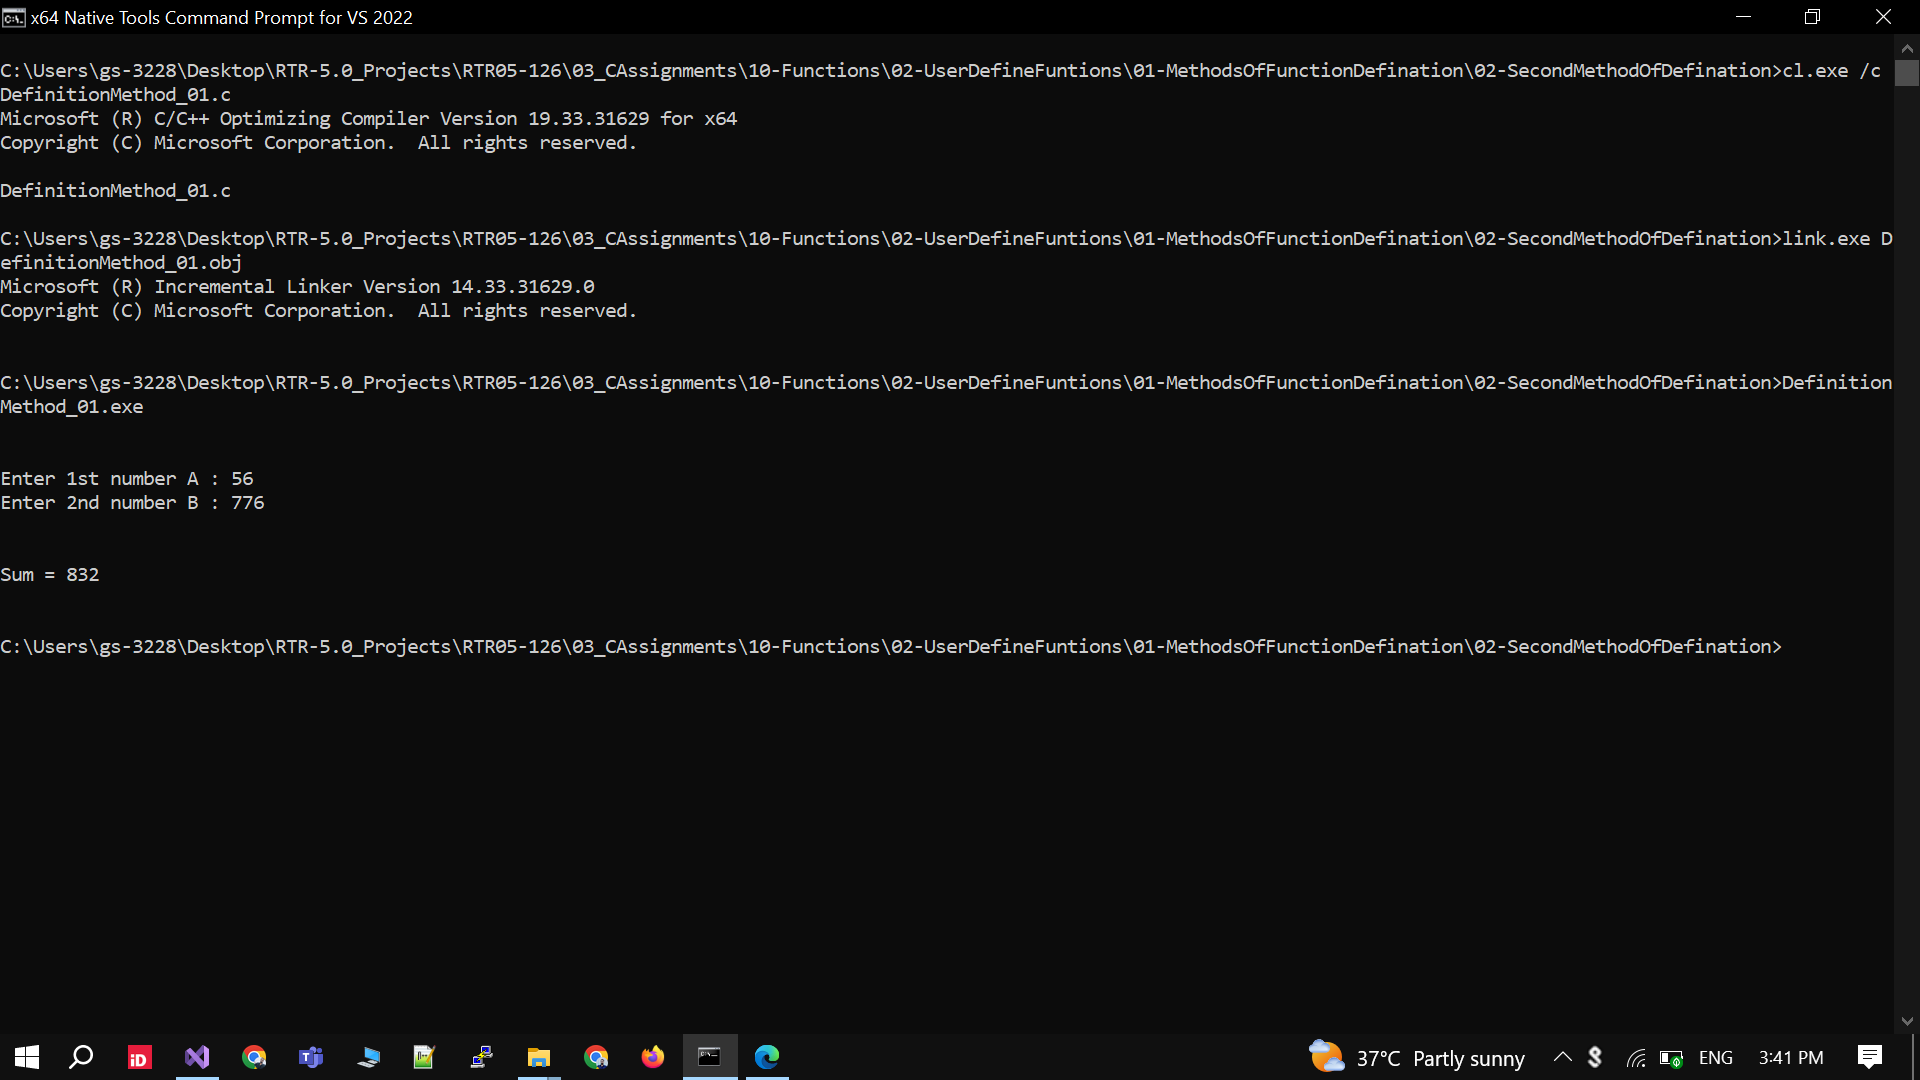 x64 Native Tools Command Prompt for VS 2022
C:\Users\gs-3228\Desktop\RTR-5.0_Projects\RTR05-126\03_CAssignments\10-Functions\02-UserDefineFuntions\01-MethodsOfFunctionDefination\02-SecondMethodOfDefination>cl.exe /c
DefinitionMethod_01.c
Microsoft (R) C/C++ Optimizing Compiler Version 19.33.31629 for x64
Copyright (C) Microsoft Corporation.  All rights reserved.
DefinitionMethod_01.c
C:\Users\gs-3228\Desktop\RTR-5.0_Projects\RTR05-126\03_CAssignments\10-Functions\02-UserDefineFuntions\01-MethodsOfFunctionDefination\02-SecondMethodOfDefination>link.exe D
efinitionMethod_01.obj
Microsoft (R) Incremental Linker Version 14.33.31629.0
Copyright (C) Microsoft Corporation.  All rights reserved.
C:\Users\gs-3228\Desktop\RTR-5.0_Projects\RTR05-126\03_CAssignments\10-Functions\02-UserDefineFuntions\01-MethodsOfFunctionDefination\02-SecondMethodOfDefination>Definition
Method_01.exe
Enter 1st number A : 56
Enter 2nd number B : 776
Sum = 832
C:\Users\gs-3228\Desktop\RTR-5.0_Projects\RTR05-126\03_CAssignments\10-Functions\02-UserDefineFuntions\01-MethodsOfFunctionDefination\02-SecondMethodOfDefination>
iD
37°C Partly sunny ENG 3:41 PM